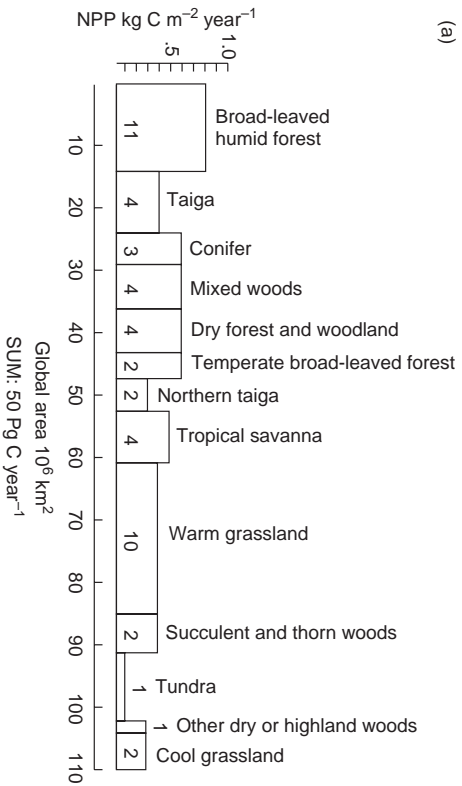 (a)
NPP kg C m⁻² year⁻¹
.5
1.0
Broad-leaved
humid forest
11
Taiga
4
Conifer
3
Mixed woods
4
Dry forest and woodland
4
Temperate broad-leaved forest
2
Northern taiga
2
Tropical savanna
4
Warm grassland
10
Succulent and thorn woods
2
Tundra
1
Other dry or highland woods
1
Cool grassland
2
10
20
30
40
50
60
70
80
90
100
110
Global area 10⁶ km²
SUM: 50 Pg C year⁻¹